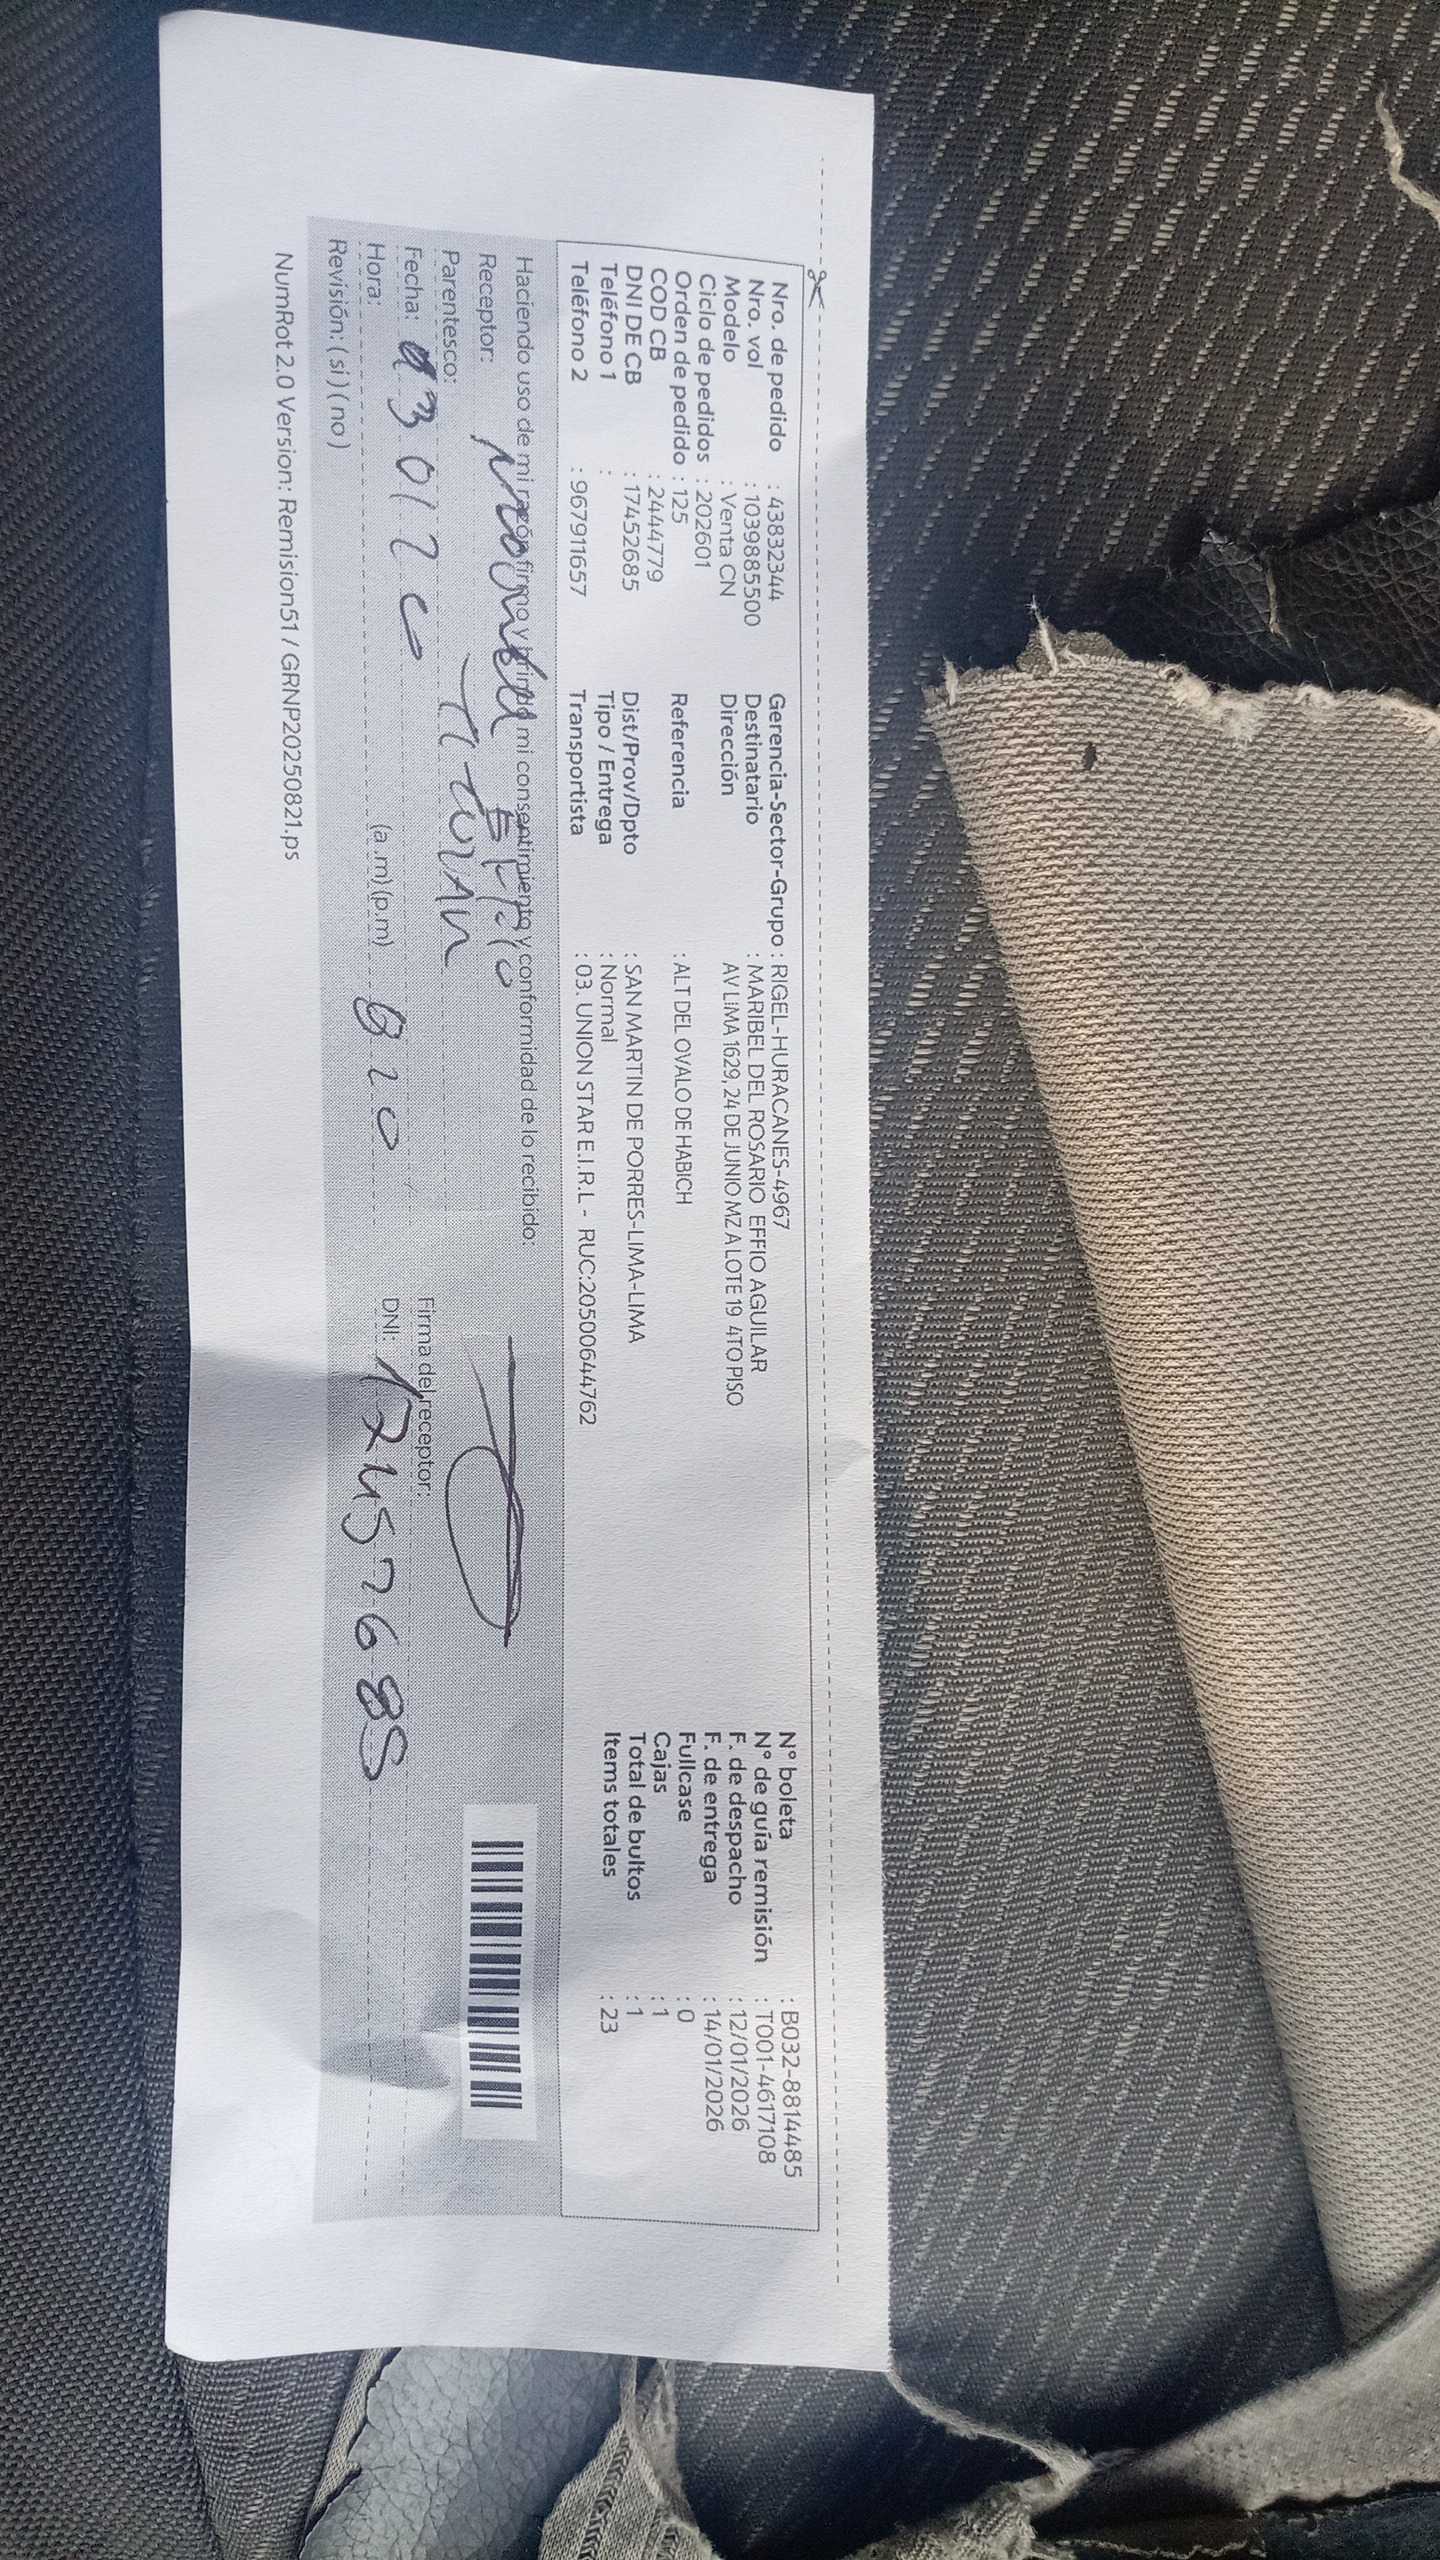 Nro. de pedido : 43832344
Nro. vol : 1039885500
Modelo : Venta CN
Ciclo de pedidos : 202601
Orden de pedido : 125
COD CB : 2444779
DNI DE CB : 17452685
Teléfono 1 :
Teléfono 2 : 967911657
Gerencia-Sector-Grupo : RIGEL-HURACANES-4967
Destinatario : MARIBEL DEL ROSARIO EFFIO AGUILAR
Dirección AV LIMA 1629, 24 DE JUNIO MZ A LOTE 19 4TO PISO
Referencia : ALT DEL OVALO DE HABICH
Dist/Prov/Dpto : SAN MARTIN DE PORRES-LIMA-LIMA
Tipo / Entrega : Normal
Transportista : 03. UNION STAR E.I.R.L - RUC:20500644762
N° boleta : B032-8814485
N° de guía remisión : T001-4617108
F. de despacho : 12/01/2026
F. de entrega : 14/01/2026
Fullcase : 0
Cajas : 1
Total de bultos : 1
Items totales : 23
Haciendo uso de mi razón firmo y brindo mi consentimiento y conformidad de lo recibido:
Receptor: Effio
Parentesco:
Fecha: 13 01 2
Hora: (a.m) (p.m) 8 20
Revisión: ( si ) ( no )
Firma del receptor:
DNI: 17452685
NumRot 2.0 Version: Remision51 / GRNP20250821.ps